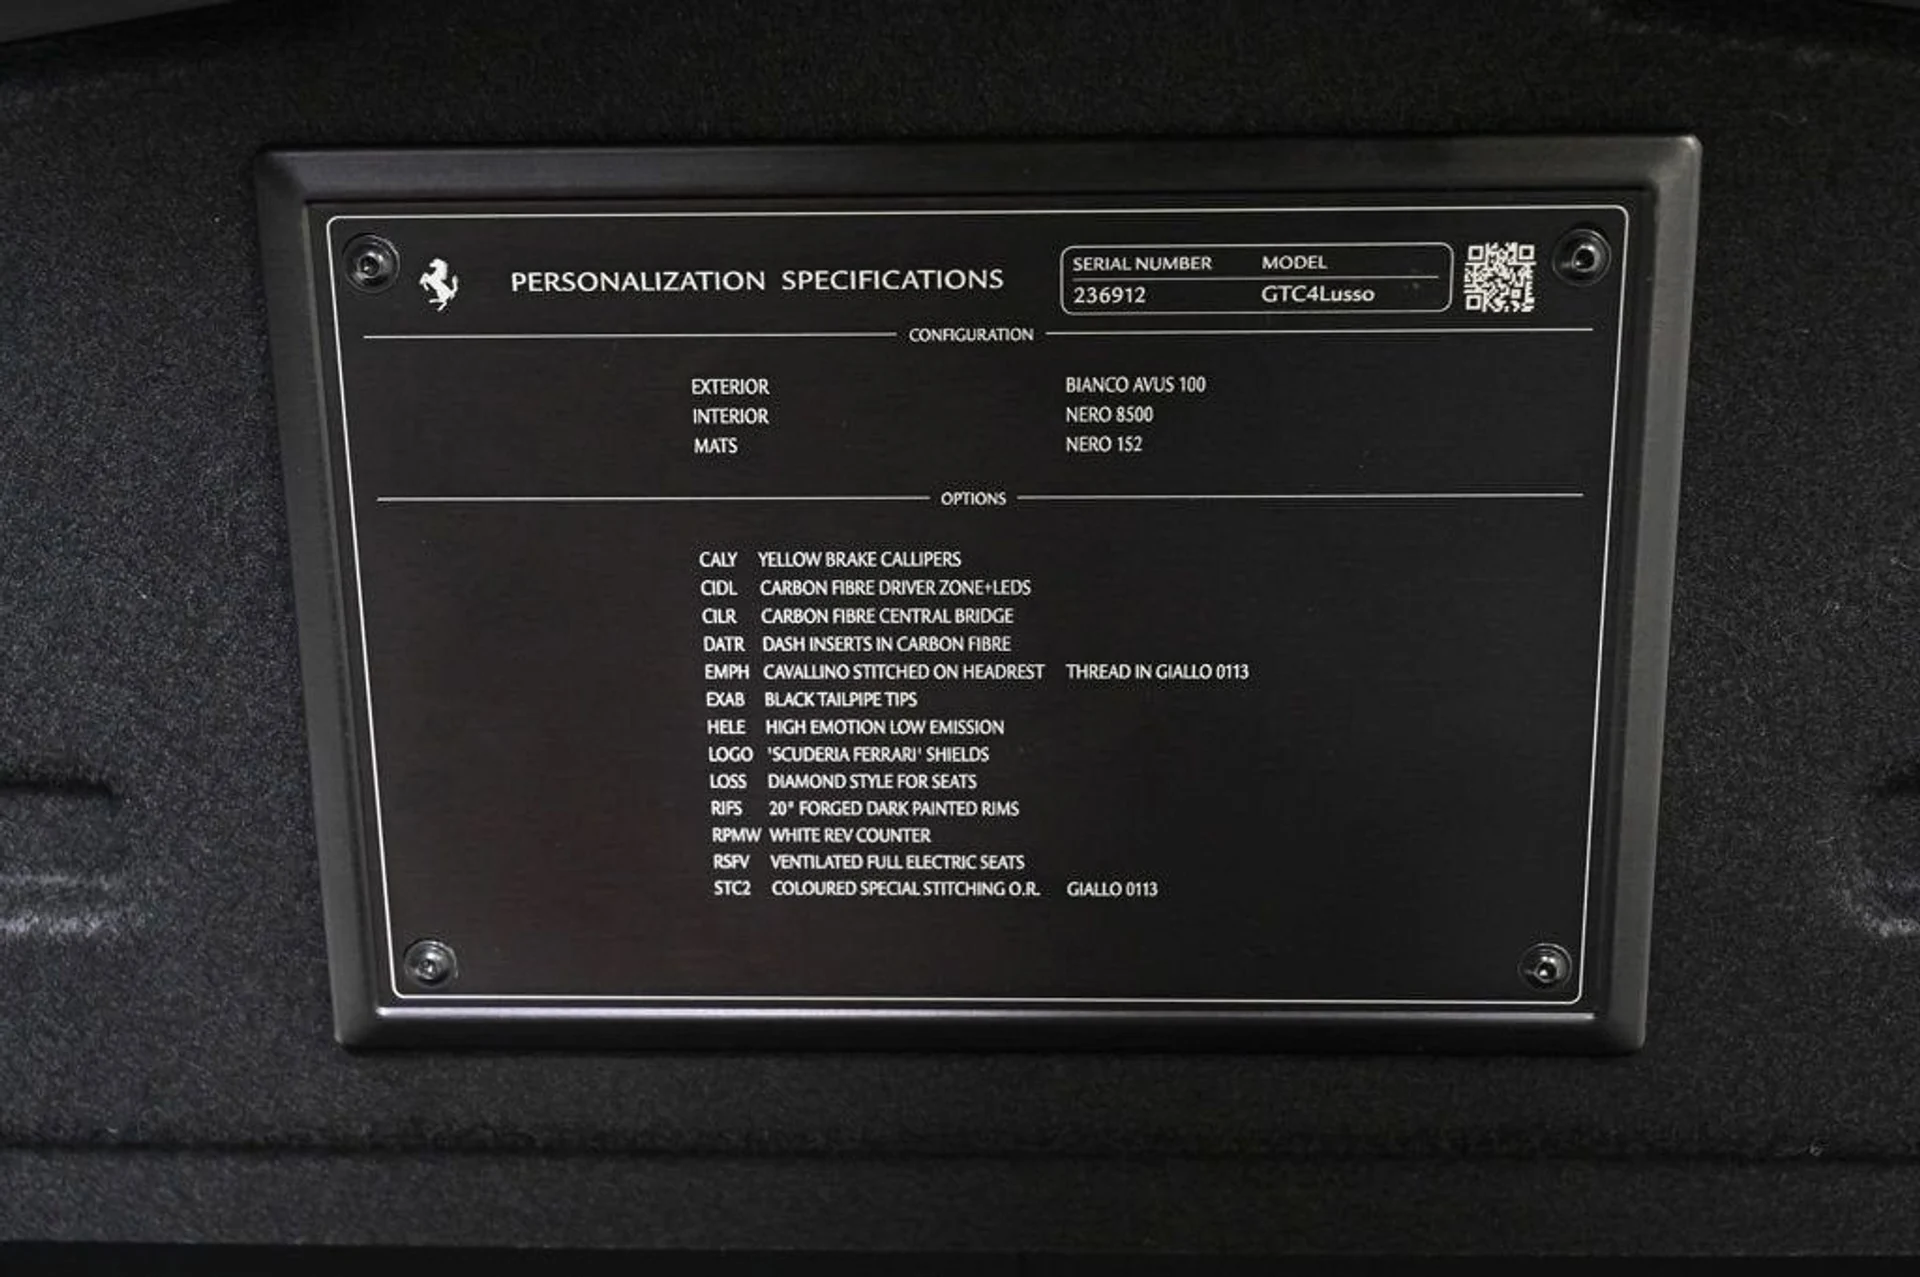 PERSONALIZATION SPECIFICATIONS
SERIAL NUMBER MODEL
236912 GTC4Lusso
CONFIGURATION
EXTERIOR BIANCO AVUS 100
INTERIOR NERO 8500
MATS NERO 152
OPTIONS
CALY YELLOW BRAKE CALLIPERS
CIDL CARBON FIBRE DRIVER ZONE+LEDS
CILR CARBON FIBRE CENTRAL BRIDGE
DATR DASH INSERTS IN CARBON FIBRE
EMPH CAVALLINO STITCHED ON HEADREST THREAD IN GIALLO 0113
EXAB BLACK TAILPIPE TIPS
HELE HIGH EMOTION LOW EMISSION
LOGO 'SCUDERIA FERRARI' SHIELDS
LOSS DIAMOND STYLE FOR SEATS
RIFS 20" FORGED DARK PAINTED RIMS
RPMW WHITE REV COUNTER
RSFV VENTILATED FULL ELECTRIC SEATS
STC2 COLOURED SPECIAL STITCHING O.R. GIALLO 0113